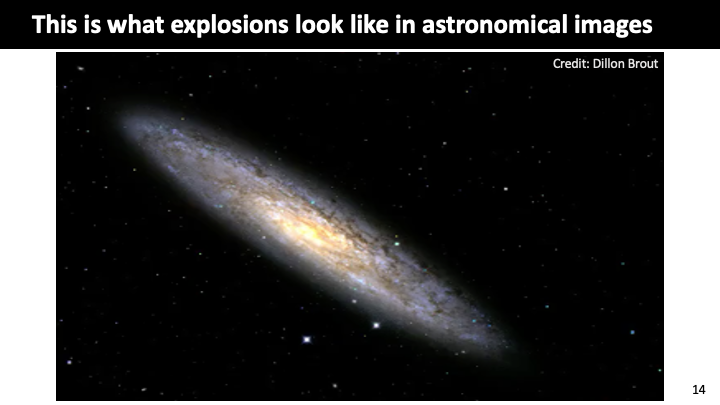 This is what explosions look like in astronomical images
Credit: Dillon Brout
14